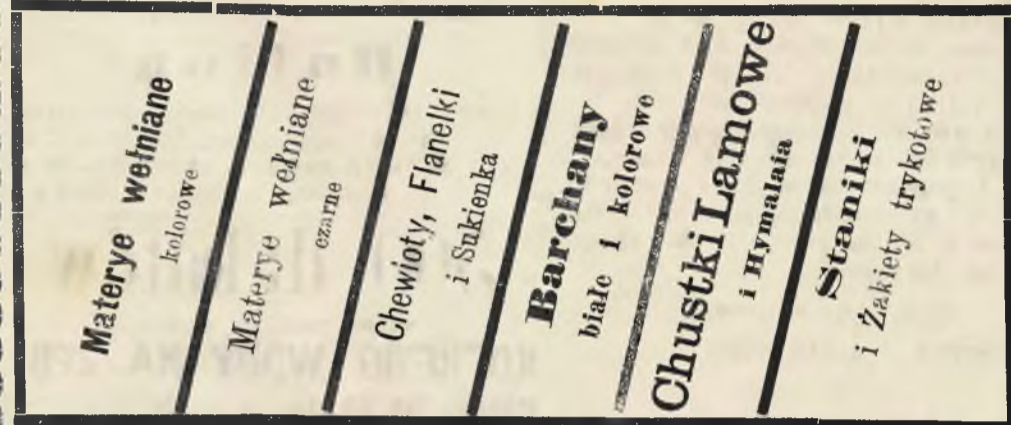 Materye wełniane
kolorowe
Materye wełniane
czarne
Chewioty, Flanelki
i Sukienka
Barchany
białe i kolorowe
Chustki Lamowe
i Hymalaia
Staniki
i Żakiety trykotowe